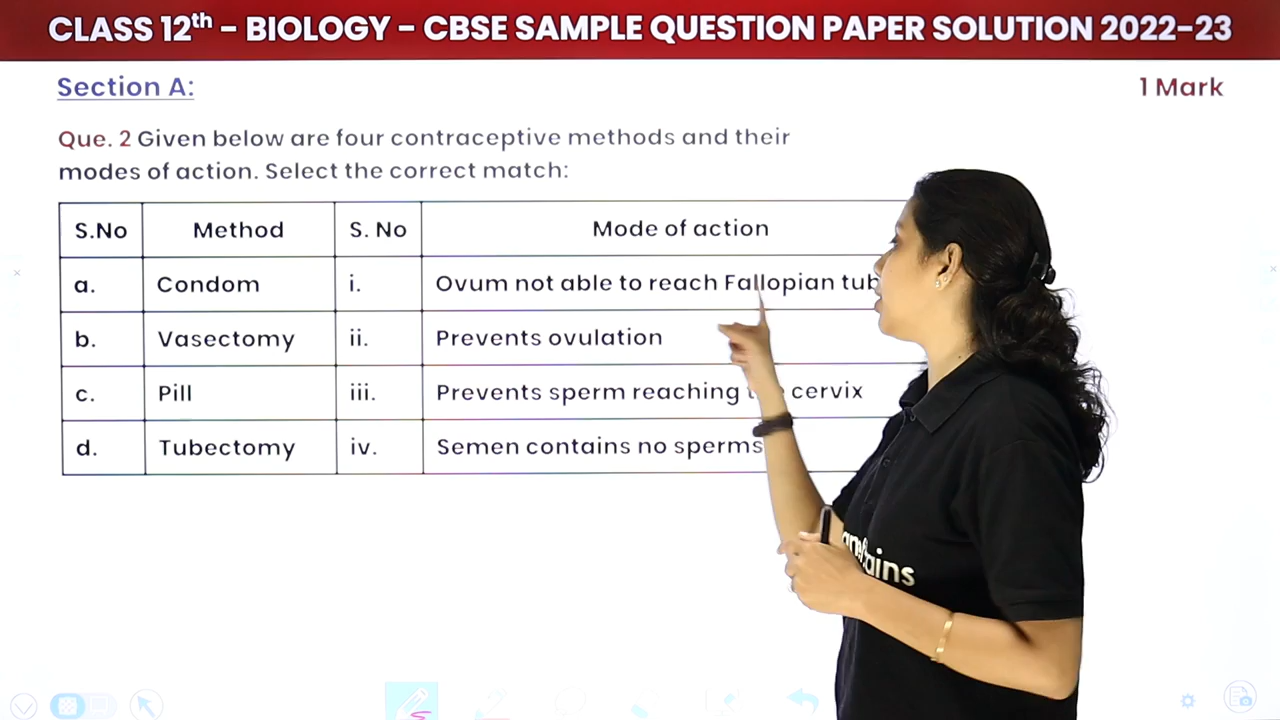 CLASS 12th – BIOLOGY – CBSE SAMPLE QUESTION PAPER SOLUTION 2022-23
Section A:
1 Mark
Que. 2 Given below are four contraceptive methods and their
modes of action. Select the correct match:
S.No Method S. No Mode of action
a. Condom i. Ovum not able to reach Fallopian
b. Vasectomy ii. Prevents ovulation
c. Pill iii. Prevents sperm reaching cervix
d. Tubectomy iv. Semen contains no sperms